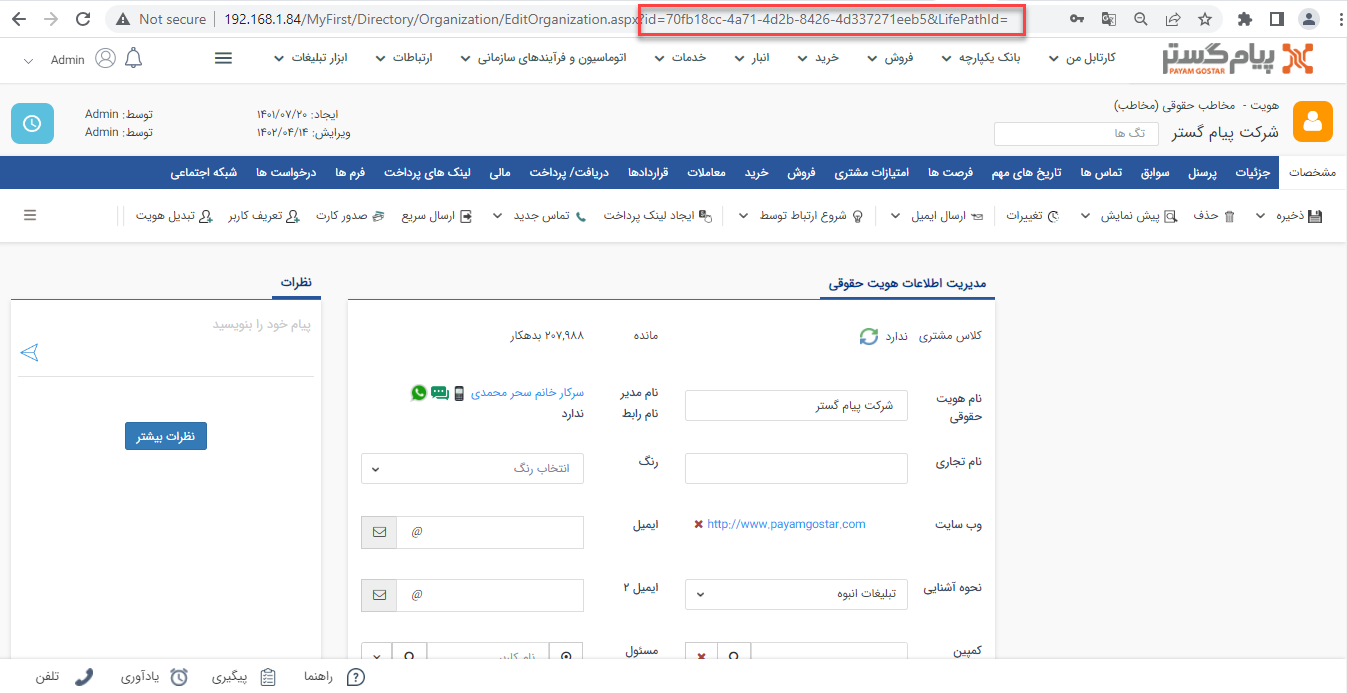 Not secure | 192.168.1.84/MyFirst/Directory/Organization/EditOrganization.aspx?id=70fb18cc-4a71-4d2b-8426-4d337271eeb5&LifePathId=
پیام گستر
PAYAM GOSTAR
کارتابل من
بانک یکپارچه
فروش
خرید
انبار
خدمات
اتوماسیون و فرآیندهای سازمانی
ارتباطات
ابزار تبلیغات
Admin
هویت - مخاطب حقوقی (مخاطب)
شرکت پیام گستر
تگ ها
ایجاد: ۱۴۰۱/۰۷/۲۰
توسط: Admin
ویرایش: ۱۴۰۲/۰۴/۱۴
توسط: Admin
مشخصات
جزئیات
پرسنل
سوابق
تماس ها
تاریخ های مهم
فرصت ها
امتیازات مشتری
فروش
خرید
معاملات
قراردادها
دریافت/ پرداخت
مالی
لینک های پرداخت
فرم ها
درخواست ها
شبکه اجتماعی
ذخیره
حذف
پیش نمایش
تغییرات
ارسال ایمیل
شروع ارتباط توسط
ایجاد لینک پرداخت
تماس جدید
ارسال سریع
صدور کارت
تعریف کاربر
تبدیل هویت
مدیریت اطلاعات هویت حقوقی
کلاس مشتری
ندارد
مانده
۲۰۷,۹۸۸ بدهکار
نام هویت
حقوقی
شرکت پیام گستر
نام مدیر
سرکار خانم سحر محمدی
نام رابط
ندارد
نام تجاری
رنگ
انتخاب رنگ
وب سایت
http://www.payamgostar.com
ایمیل
@
نحوه آشنایی
تبلیغات انبوه
ایمیل ۲
@
کمپین
مسئول
نام کاربر
نظرات
پیام خود را بنویسید
نظرات بیشتر
راهنما
پیگیری
یادآوری
تلفن